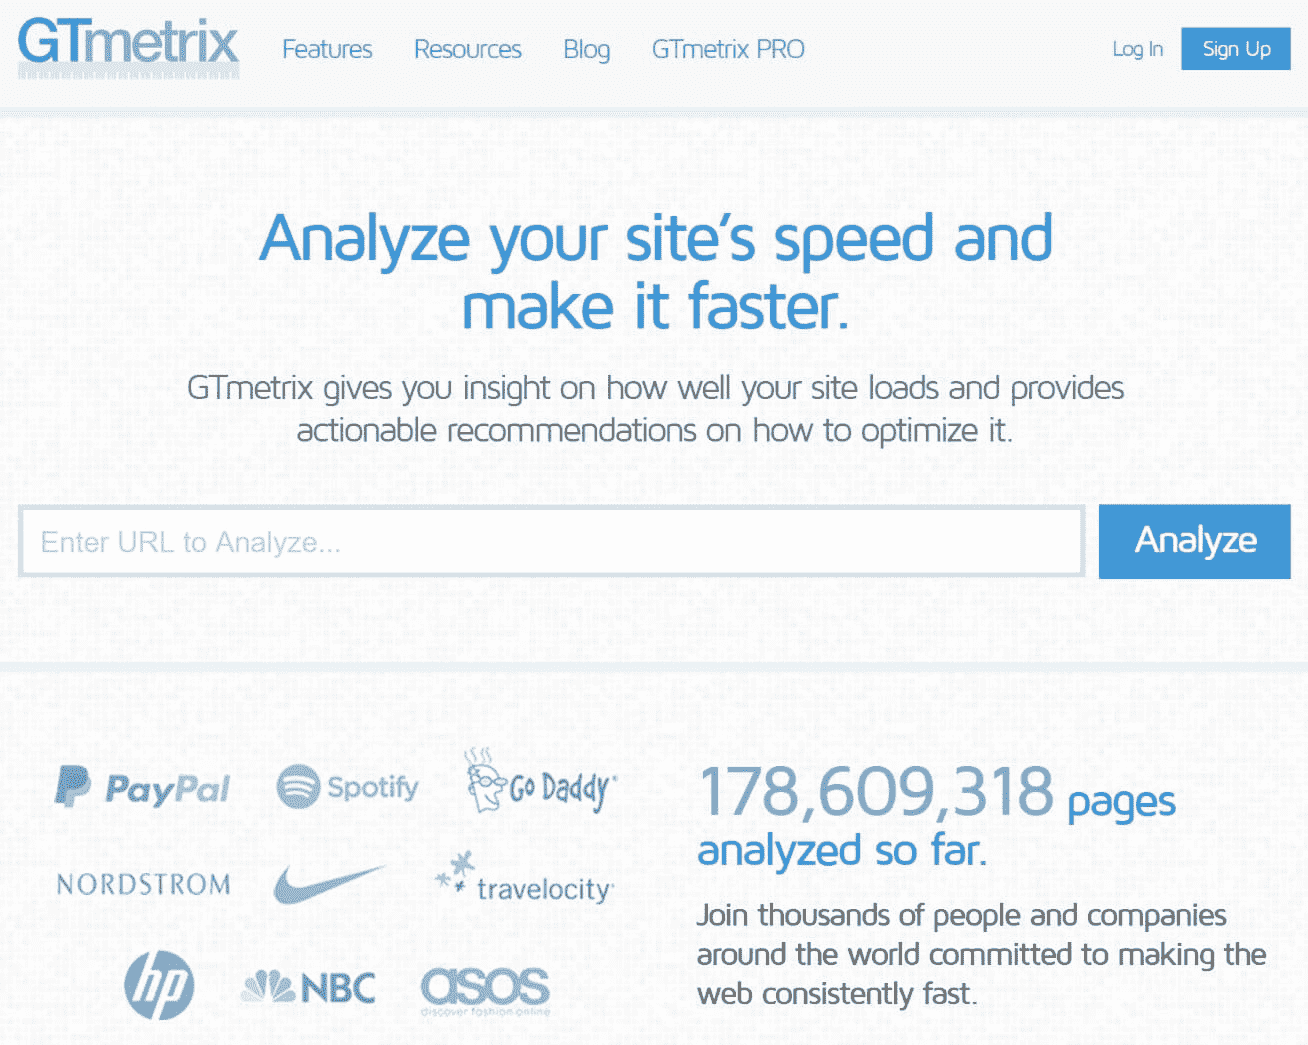 GTmetrix Features Resources Blog GTmetrix PRO Log In Sign Up
Analyze your site's speed and
make it faster.
GTmetrix gives you insight on how well your site loads and provides
actionable recommendations on how to optimize it.
Enter URL to Analyze... Analyze
PayPal Spotify Go Daddy
NORDSTROM travelocity
hp NBC asos
discover fashion online
178,609,318 pages
analyzed so far.
Join thousands of people and companies
around the world committed to making the
web consistently fast.